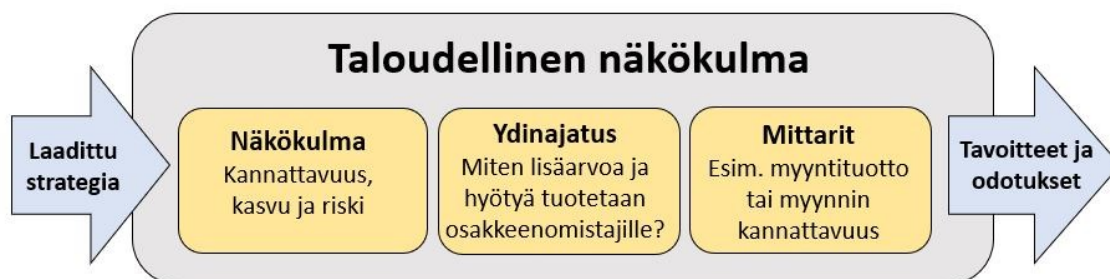 Taloudellinen näkökulma
Laadittu
strategia
Näkökulma
Kannattavuus,
kasvu ja riski
Ydinajatus
Miten lisäarvoa ja
hyötyä tuotetaan
osakkeenomistajille?
Mittarit
Esim. myyntituotto
tai myynnin
kannattavuus
Tavoitteet ja
odotukset